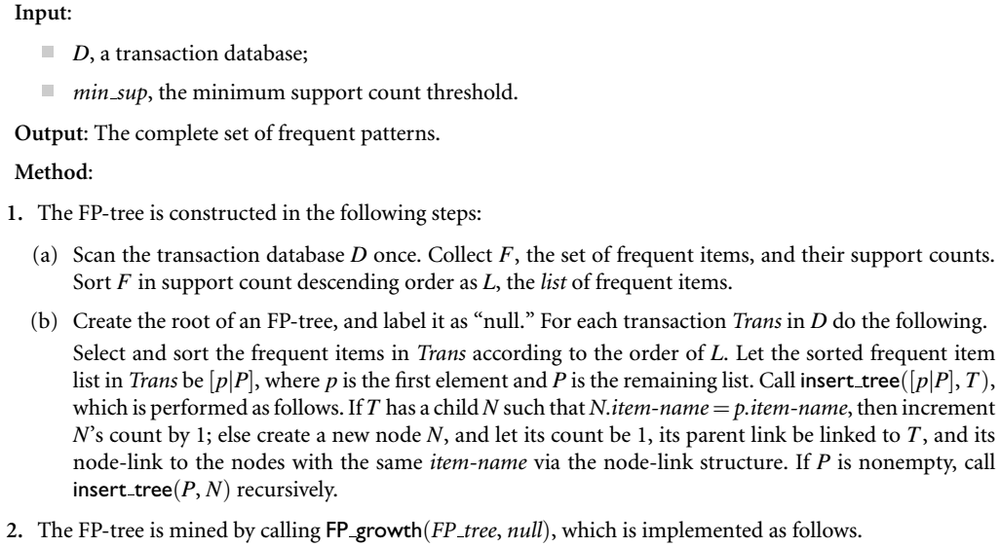 Input:
D, a transaction database;
min_sup, the minimum support count threshold.
Output: The complete set of frequent patterns.
Method:
1. The FP-tree is constructed in the following steps:
(a) Scan the transaction database D once. Collect F, the set of frequent items, and their support counts.
Sort F in support count descending order as L, the list of frequent items.
(b) Create the root of an FP-tree, and label it as “null.” For each transaction Trans in D do the following.
Select and sort the frequent items in Trans according to the order of L. Let the sorted frequent item
list in Trans be [p|P], where p is the first element and P is the remaining list. Call insert_tree([p|P], T),
which is performed as follows. If T has a child N such that N.item-name = p.item-name, then increment
N’s count by 1; else create a new node N, and let its count be 1, its parent link be linked to T, and its
node-link to the nodes with the same item-name via the node-link structure. If P is nonempty, call
insert_tree(P, N) recursively.
2. The FP-tree is mined by calling FP_growth(FP_tree, null), which is implemented as follows.